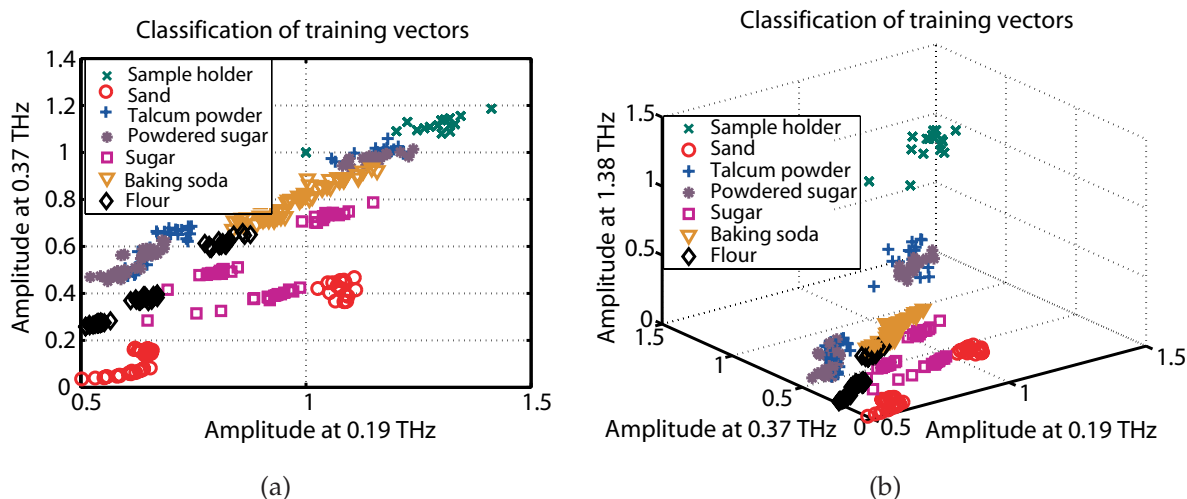 Classification of training vectors
1.4
1.2
1
0.8
0.6
0.4
0.2
0
0.5
1
1.5
Amplitude at 0.37 THz
Amplitude at 0.19 THz
Sample holder
Sand
Talcum powder
Powdered sugar
Sugar
Baking soda
Flour
(a)
Classification of training vectors
1.5
1
0.5
0
1.5
1
0.5
0
0.5
1
1.5
Amplitude at 1.38 THz
Amplitude at 0.37 THz
Amplitude at 0.19 THz
Sample holder
Sand
Talcum powder
Powdered sugar
Sugar
Baking soda
Flour
(b)